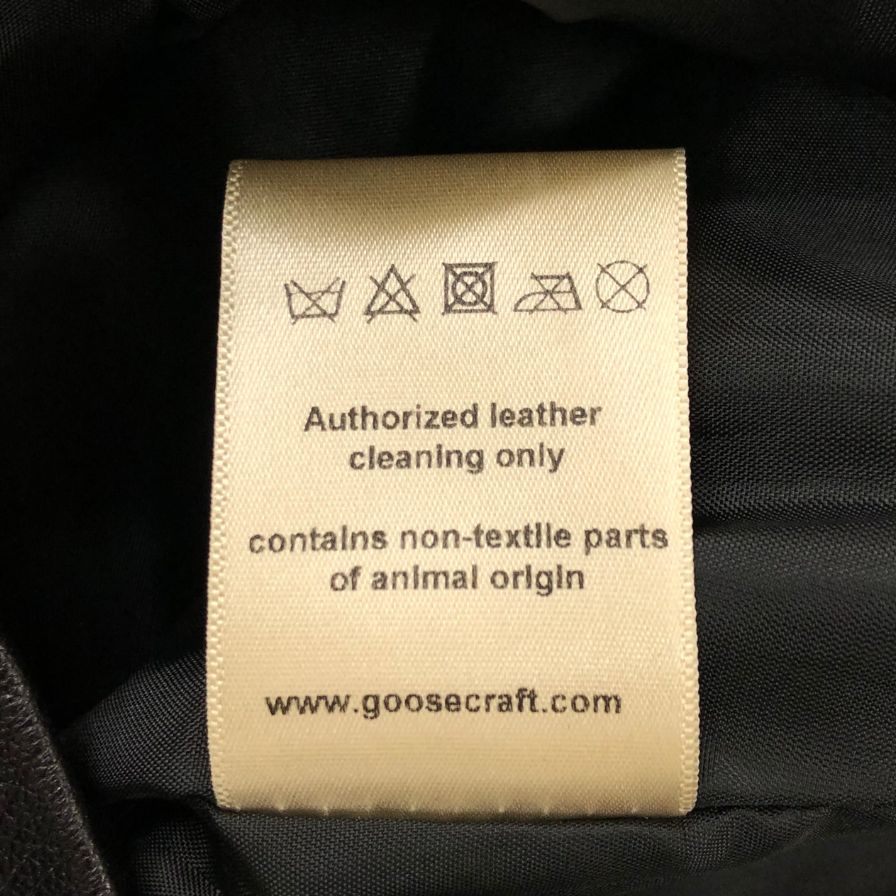 Authorized leather
cleaning only
contains non-textile parts
of animal origin
www.goosecraft.com